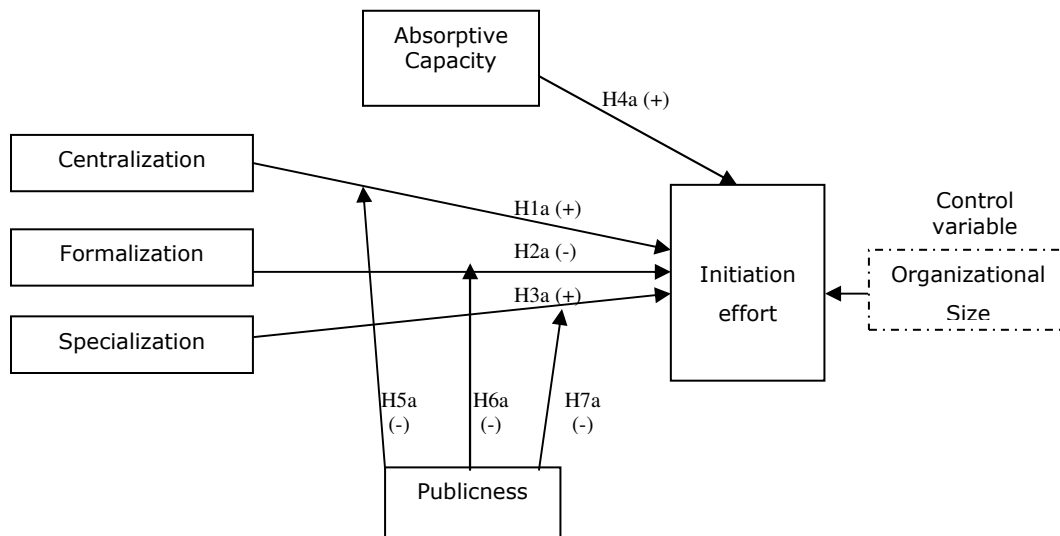 Absorptive
Capacity
H4a (+)
Centralization
H1a (+)
Control
variable
Formalization
H2a (-)
Initiation
effort
Organizational
Size
H3a (+)
Specialization
H5a
(-)
H6a
(-)
H7a
(-)
Publicness